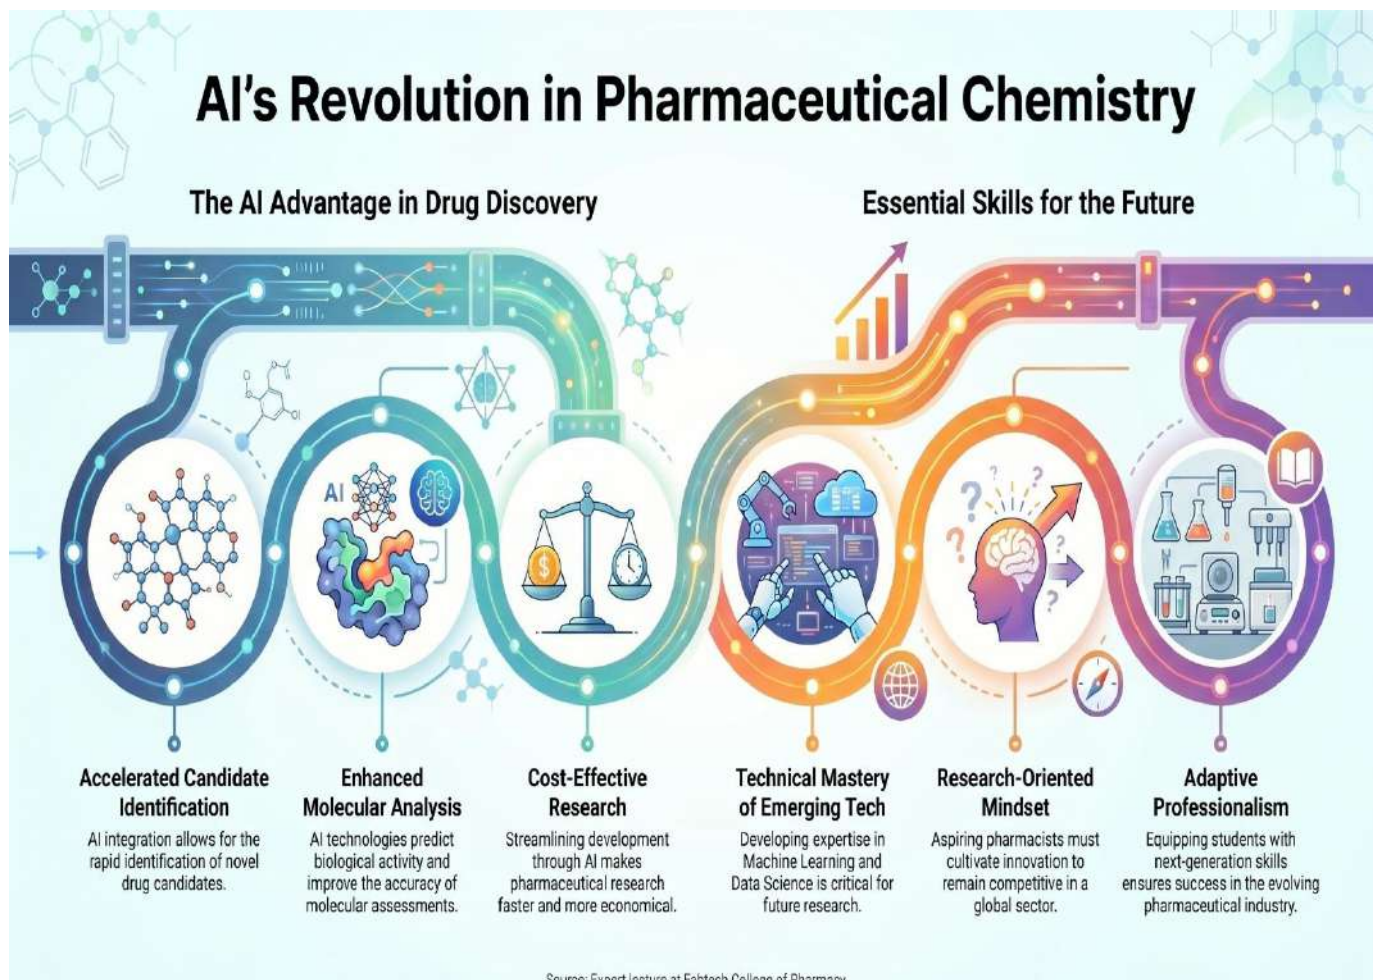 AI's Revolution in Pharmaceutical Chemistry
The AI Advantage in Drug Discovery
Essential Skills for the Future
AI
$
? ? ?
?
?
?
Accelerated Candidate
Identification
AI integration allows for the
rapid identification of novel
drug candidates.
Enhanced
Molecular Analysis
AI technologies predict
biological activity and
improve the accuracy of
molecular assessments.
Cost-Effective
Research
Streamlining development
through AI makes
pharmaceutical research
faster and more economical.
Technical Mastery
of Emerging Tech
Developing expertise in
Machine Learning and
Data Science is critical for
future research.
Research-Oriented
Mindset
Aspiring pharmacists must
cultivate innovation to
remain competitive in a
global sector.
Adaptive
Professionalism
Equipping students with
next-generation skills
ensures success in the evolving
pharmaceutical industry.
Source: Expert lecture at Fabtech College of Pharmacy